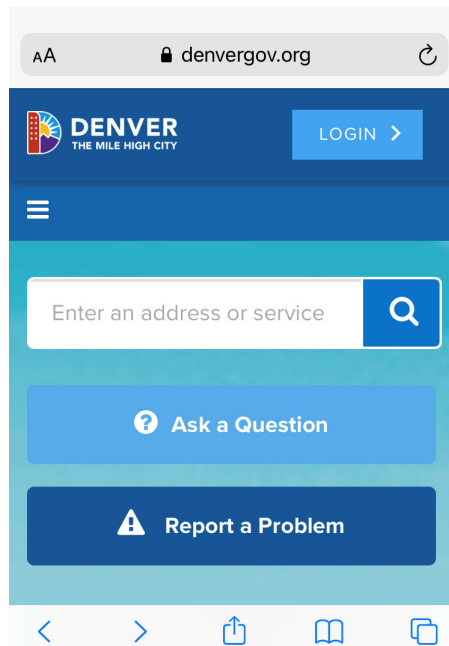 AA denvergov.org
DENVER
THE MILE HIGH CITY
LOGIN
Enter an address or service
Ask a Question
Report a Problem